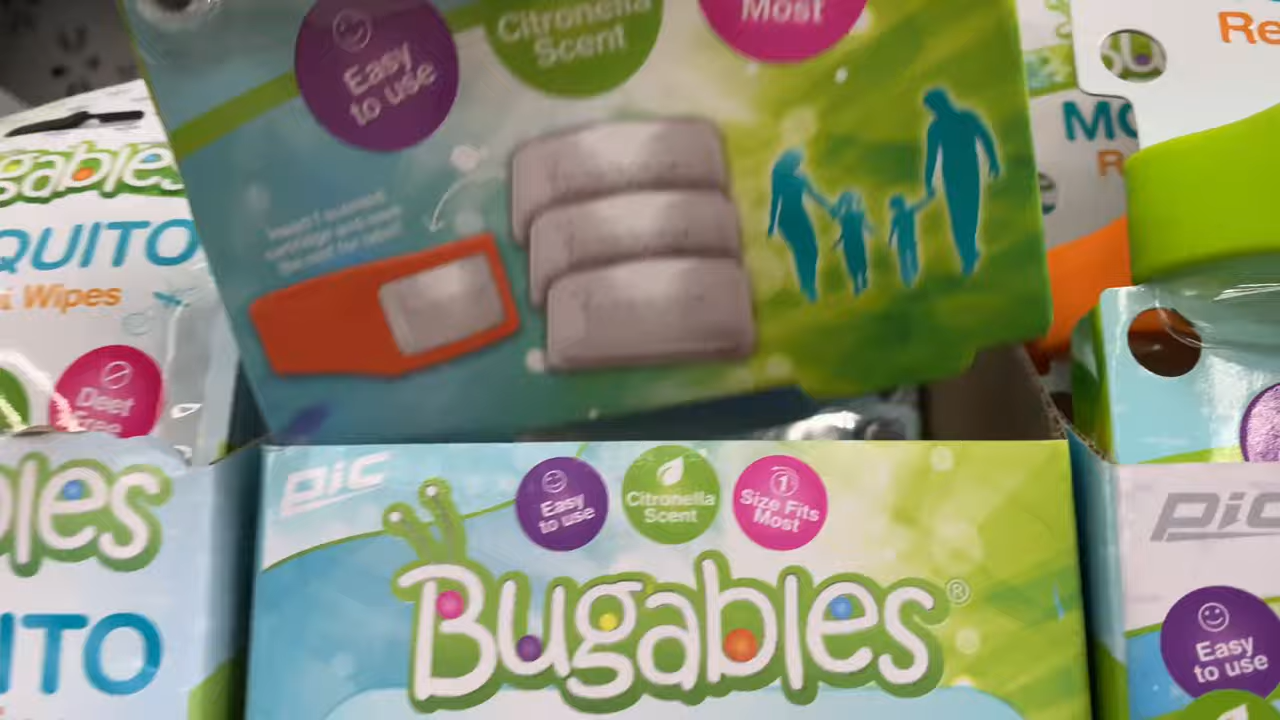 Easy
to use
Citronella
Scent
Most
Re
gables
QUITO
Wipes
Deet
Free
MO
R
PIC
Easy
to use
Citronella
Scent
1
Size Fits
Most
Bugables®
bles
ITO
PIC
Easy
to use